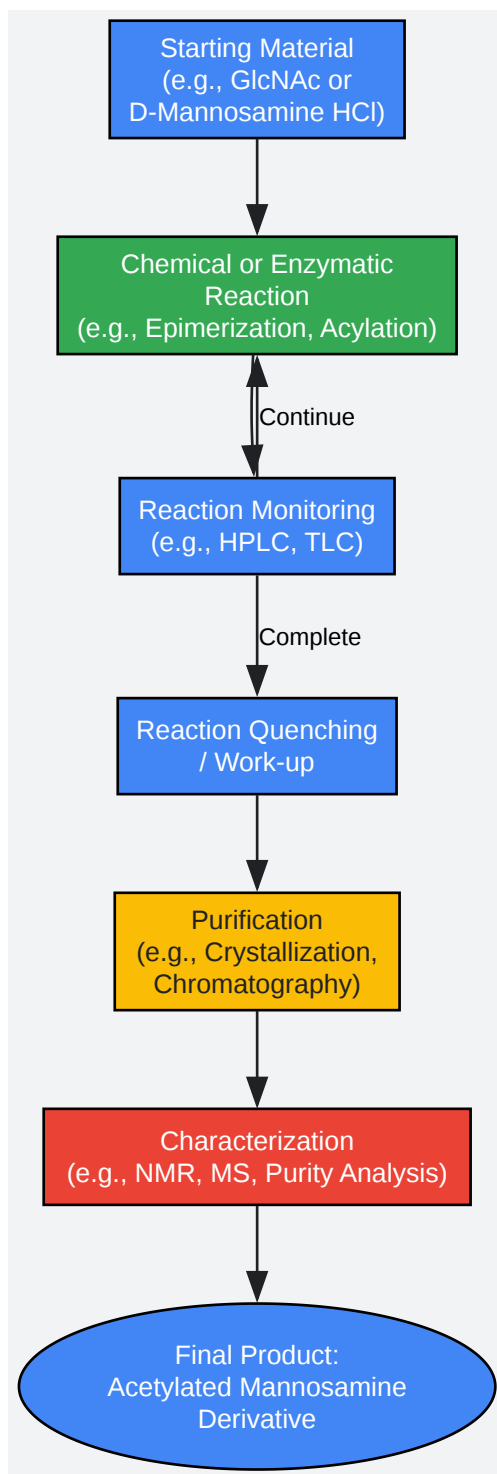 Starting Material
(e.g., GlcNAc or
D-Mannosamine HCl)
Chemical or Enzymatic
Reaction
(e.g., Epimerization, Acylation)
Continue
Reaction Monitoring
(e.g., HPLC, TLC)
Complete
Reaction Quenching
/ Work-up
Purification
(e.g., Crystallization,
Chromatography)
Characterization
(e.g., NMR, MS, Purity Analysis)
Final Product:
Acetylated Mannosamine
Derivative